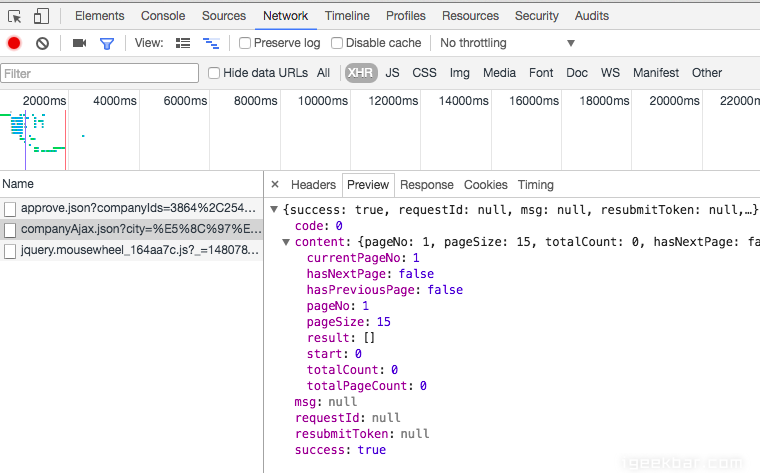 Elements Console Sources Network Timeline Profiles Resources Security Audits
View: Preserve log Disable cache No throttling
Filter Hide data URLs All XHR JS CSS Img Media Font Doc WS Manifest Other
2000ms 4000ms 6000ms 8000ms 10000ms 12000ms 14000ms 16000ms 18000ms 20000ms 22000m
Name × Headers Preview Response Cookies Timing
approve.json?companyIds=3864%2C254...
companyAjax.json?city=%E5%8C%97%E...
jquery.mousewheel_164aa7c.js?_=148078...
{success: true, requestId: null, msg: null, resubmitToken: null,…}
code: 0
content: {pageNo: 1, pageSize: 15, totalCount: 0, hasNextPage: fa
currentPageNo: 1
hasNextPage: false
hasPreviousPage: false
pageNo: 1
pageSize: 15
result: []
start: 0
totalCount: 0
totalPageCount: 0
msg: null
requestId: null
resubmitToken: null
success: true
igeekbar.com